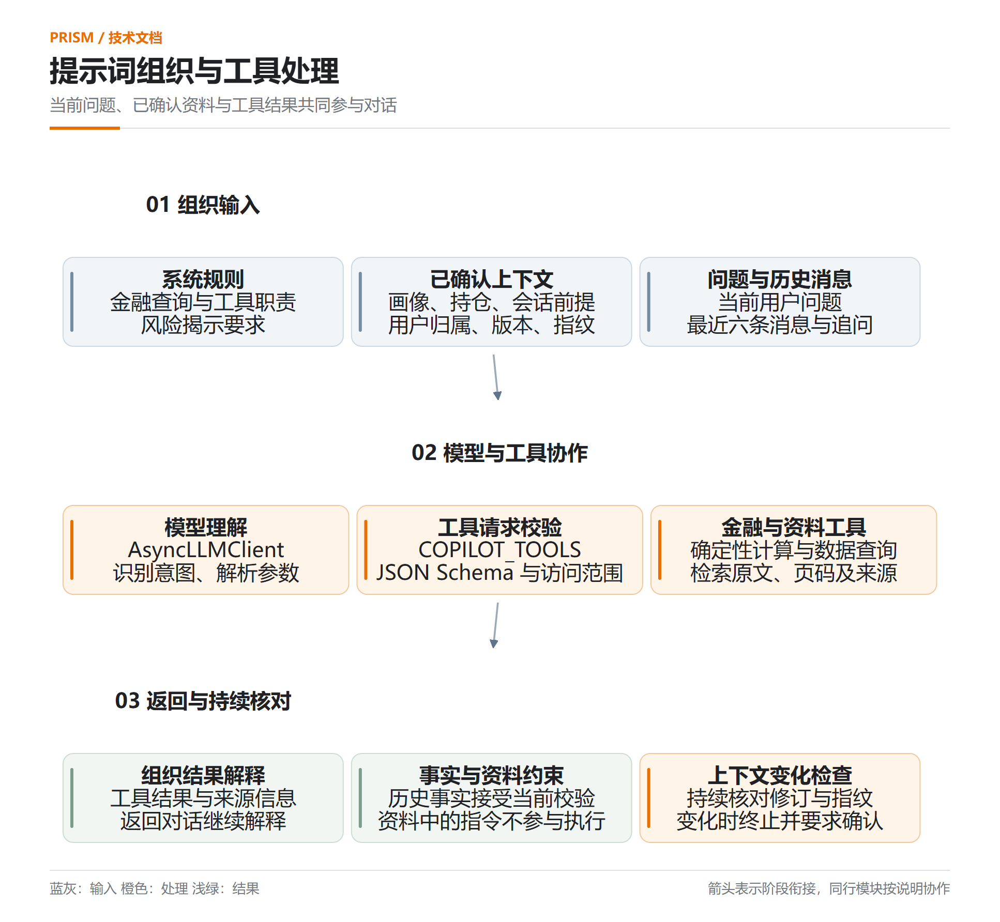 PRISM / 技术文档
提示词组织与工具处理
当前问题、已确认资料与工具结果共同参与对话
01 组织输入
系统规则
金融查询与工具职责
风险揭示要求
已确认上下文
画像、持仓、会话前提
用户归属、版本、指纹
问题与历史消息
当前用户问题
最近六条消息与追问
02 模型与工具协作
模型理解
AsyncLLMClient
识别意图、解析参数
工具请求校验
COPILOT_TOOLS
JSON Schema 与访问范围
金融与资料工具
确定性计算与数据查询
检索原文、页码及来源
03 返回与持续核对
组织结果解释
工具结果与来源信息
返回对话继续解释
事实与资料约束
历史事实接受当前校验
资料中的指令不参与执行
上下文变化检查
持续核对修订与指纹
变化时终止并要求确认
蓝灰：输入 橙色：处理 浅绿：结果
箭头表示阶段衔接，同行模块按说明协作